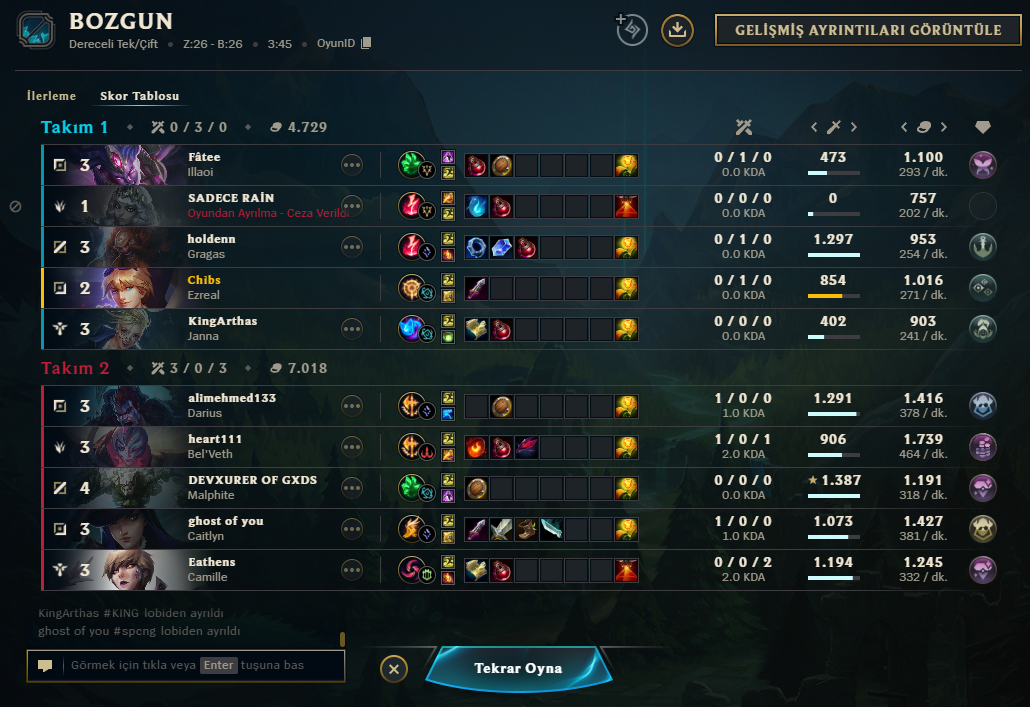 BOZGUN
Dereceli Tek/Çift • Z:26 - B:26 • 3:45 • OyunID
GELİŞMİŞ AYRINTILARI GÖRÜNTÜLE
İlerleme Skor Tablosu
Takım 1 • 0 / 3 / 0 • 4.729
3 Fâtee 0 / 1 / 0 473 1.100
Illaoi 0.0 KDA 293 / dk.
1 SADECE RAİN 0 / 0 / 0 0 757
Oyundan Ayrılma - Ceza Verildi 0.0 KDA 202 / dk.
3 holdenn 0 / 1 / 0 1.297 953
Gragas 0.0 KDA 254 / dk.
2 Chibs 0 / 1 / 0 854 1.016
Ezreal 0.0 KDA 271 / dk.
3 KingArthas 0 / 0 / 0 402 903
Janna 0.0 KDA 241 / dk.
Takım 2 • 3 / 0 / 3 • 7.018
3 alimehmed133 1 / 0 / 0 1.291 1.416
Darius 1.0 KDA 378 / dk.
3 heart111 1 / 0 / 1 906 1.739
Bel'Veth 2.0 KDA 464 / dk.
4 DEVXURER OF GXDS 0 / 0 / 0 1.387 1.191
Malphite 0.0 KDA 318 / dk.
3 ghost of you 1 / 0 / 0 1.073 1.427
Caitlyn 1.0 KDA 381 / dk.
3 Eathens 0 / 0 / 2 1.194 1.245
Camille 2.0 KDA 332 / dk.
KingArthas #KING lobiden ayrıldı
ghost of you #spcng lobiden ayrıldı
Görmek için tıkla veya Enter tuşuna bas
Tekrar Oyna